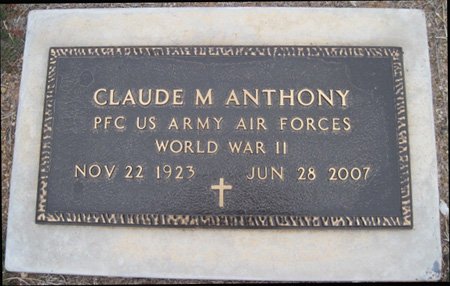 CLAUDE M ANTHONY
PFC US ARMY AIR FORCES
WORLD WAR II
NOV 22 1923 JUN 28 2007